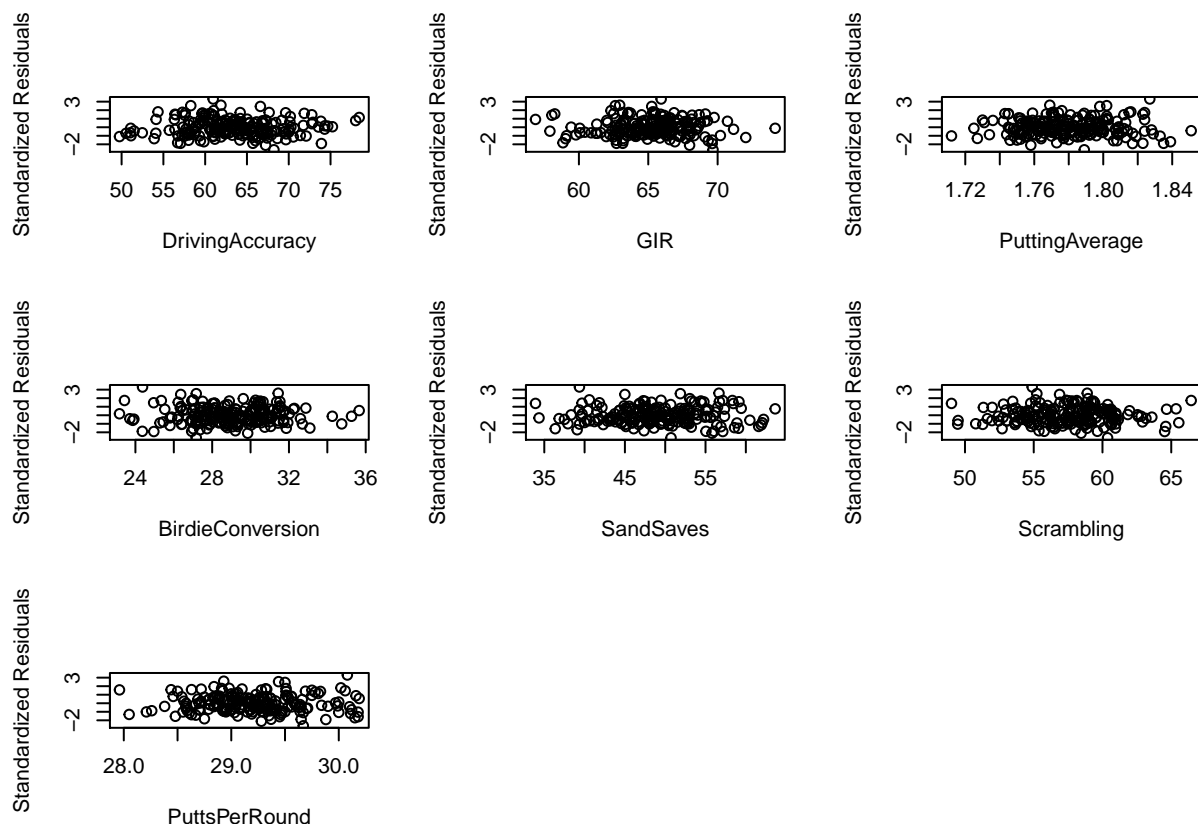 Standardized Residuals
3
−2
50 55 60 65 70 75
DrivingAccuracy
Standardized Residuals
3
−2
60 65 70
GIR
Standardized Residuals
3
−2
1.72 1.76 1.80 1.84
PuttingAverage
Standardized Residuals
3
−2
24 28 32 36
BirdieConversion
Standardized Residuals
3
−2
35 45 55
SandSaves
Standardized Residuals
3
−2
50 55 60 65
Scrambling
Standardized Residuals
3
−2
28.0 29.0 30.0
PuttsPerRound